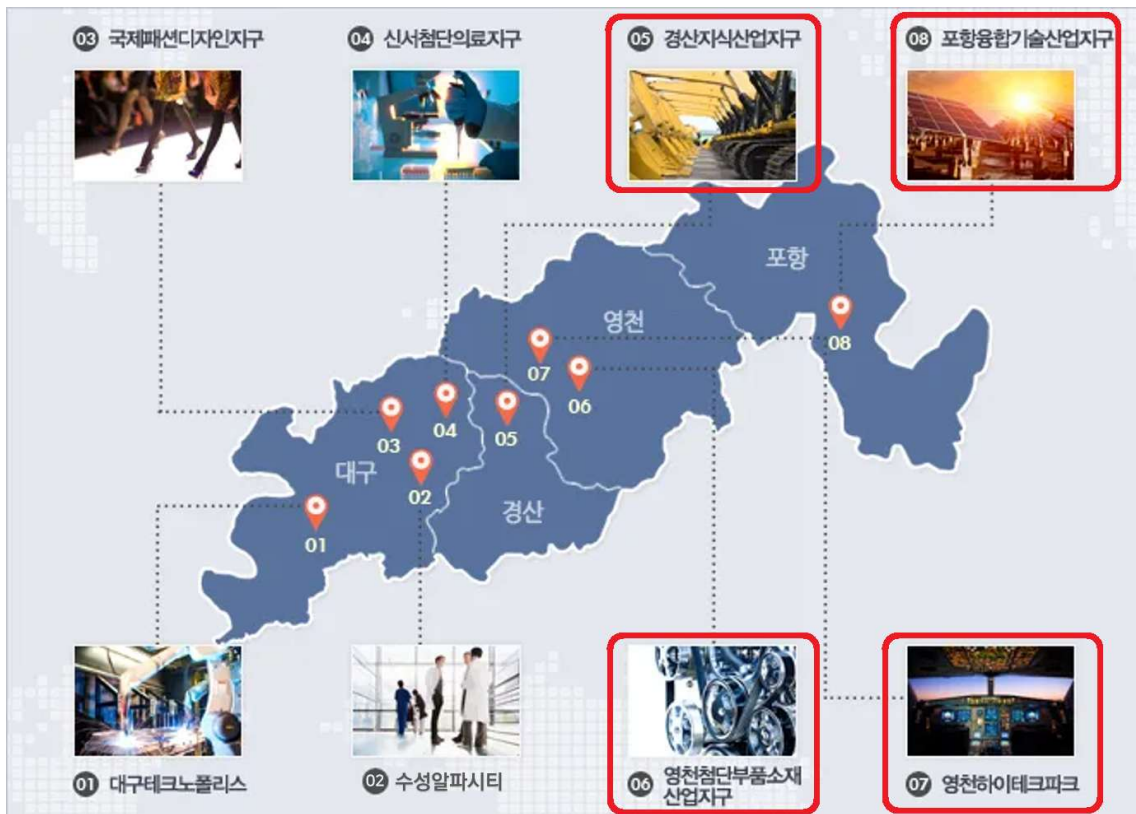 03 국제패션디자인지구
04 신서첨단의료지구
05 경산지식산업지구
08 포항융합기술산업지구
포항
영천
08
07
06
04
05
03
대구
02
경산
01
01 대구테크노폴리스
02 수성알파시티
06 영천첨단부품소재
산업지구
07 영천하이테크파크